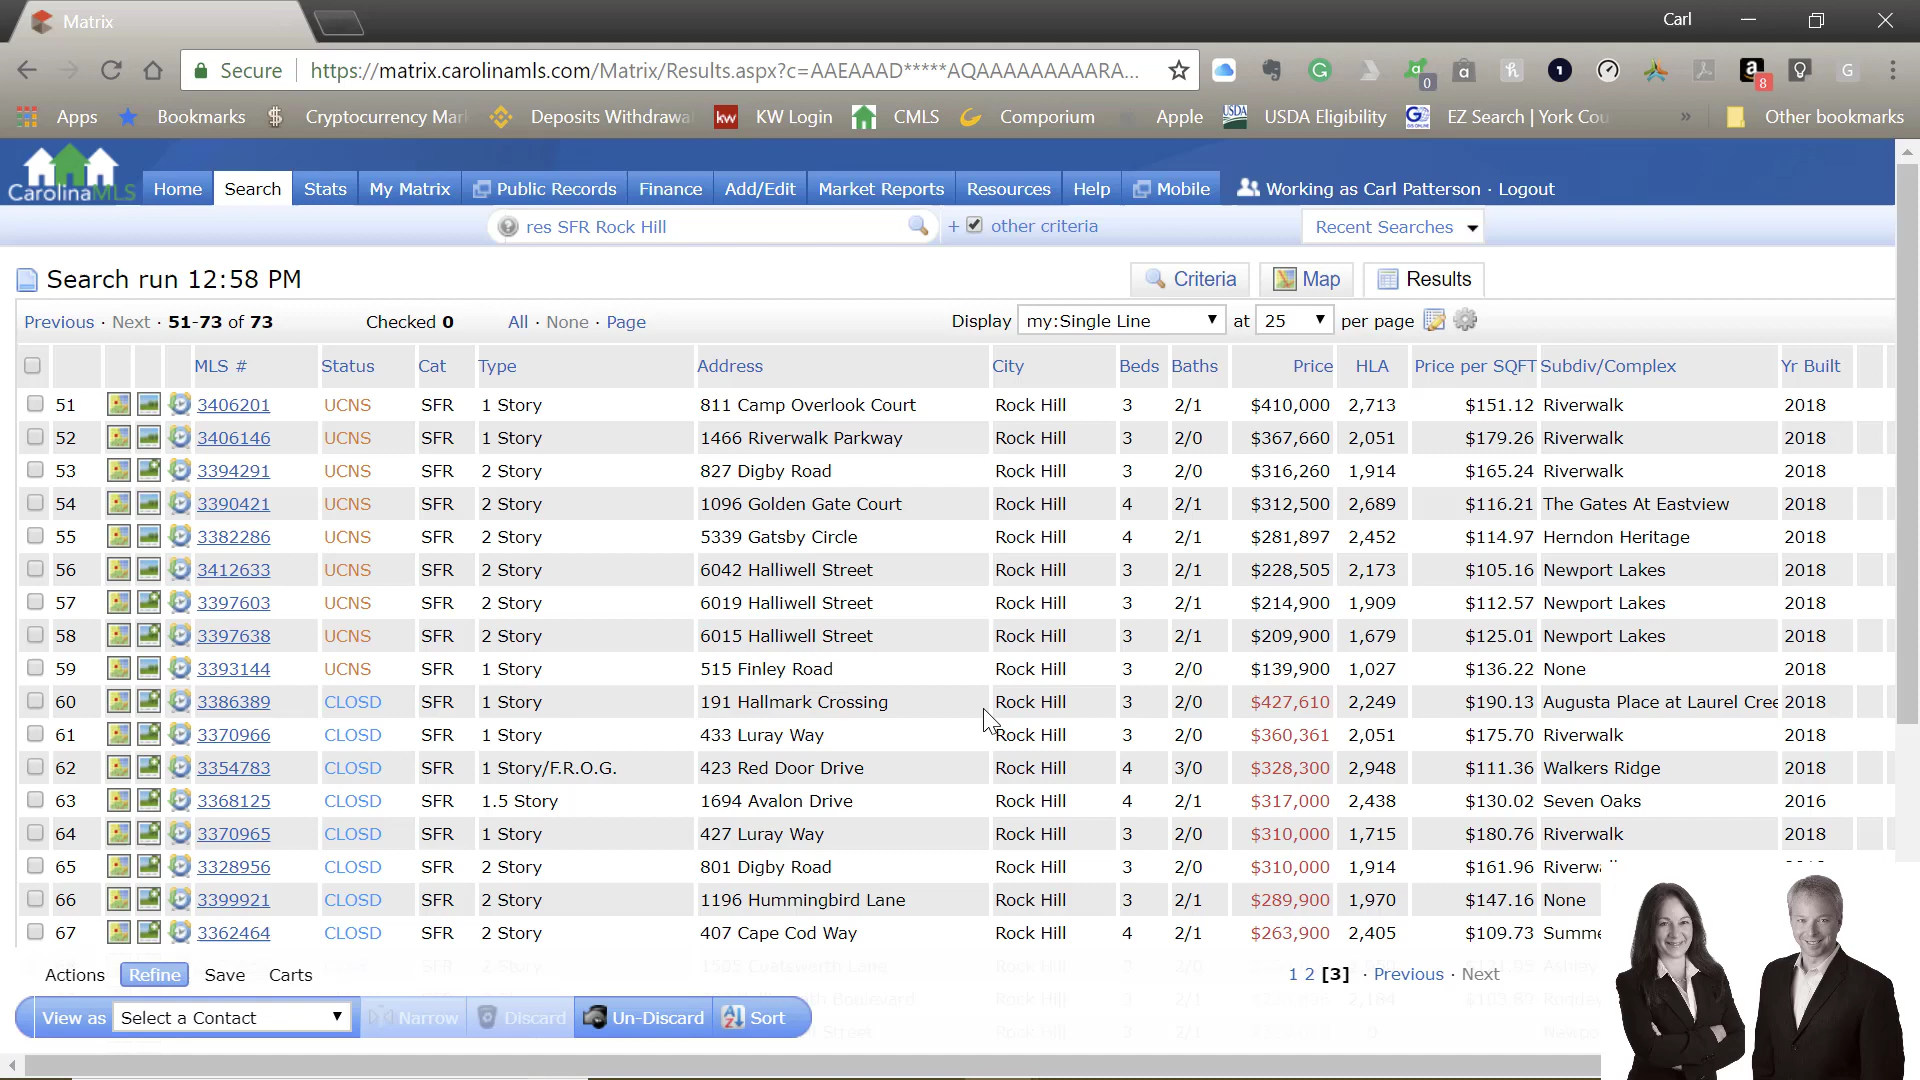 Matrix
Carl
Secure https://matrix.carolinamls.com/Matrix/Results.aspx?c=AAEAAAD*****AQAAAAAAAAARA...
0
8
Apps Bookmarks Cryptocurrency Mar Deposits Withdrawa kw KW Login CMLS Comporium Apple USDA USDA Eligibility EZ Search | York Cou » Other bookmarks
CarolinaMLS Home Search Stats My Matrix Public Records Finance Add/Edit Market Reports Resources Help Mobile Working as Carl Patterson · Logout
res SFR Rock Hill + other criteria Recent Searches
Search run 12:58 PM Criteria Map Results
Previous · Next · 51-73 of 73 Checked 0 All · None · Page Display my:Single Line at 25 per page
MLS # Status Cat Type Address City Beds Baths Price HLA Price per SQFT Subdiv/Complex Yr Built
51 3406201 UCNS SFR 1 Story 811 Camp Overlook Court Rock Hill 3 2/1 $410,000 2,713 $151.12 Riverwalk 2018
52 3406146 UCNS SFR 1 Story 1466 Riverwalk Parkway Rock Hill 3 2/0 $367,660 2,051 $179.26 Riverwalk 2018
53 3394291 UCNS SFR 2 Story 827 Digby Road Rock Hill 3 2/0 $316,260 1,914 $165.24 Riverwalk 2018
54 3390421 UCNS SFR 2 Story 1096 Golden Gate Court Rock Hill 4 2/1 $312,500 2,689 $116.21 The Gates At Eastview 2018
55 3382286 UCNS SFR 2 Story 5339 Gatsby Circle Rock Hill 4 2/1 $281,897 2,452 $114.97 Herndon Heritage 2018
56 3412633 UCNS SFR 2 Story 6042 Halliwell Street Rock Hill 3 2/1 $228,505 2,173 $105.16 Newport Lakes 2018
57 3397603 UCNS SFR 2 Story 6019 Halliwell Street Rock Hill 3 2/1 $214,900 1,909 $112.57 Newport Lakes 2018
58 3397638 UCNS SFR 2 Story 6015 Halliwell Street Rock Hill 3 2/1 $209,900 1,679 $125.01 Newport Lakes 2018
59 3393144 UCNS SFR 1 Story 515 Finley Road Rock Hill 3 2/0 $139,900 1,027 $136.22 None 2018
60 3386389 CLOSD SFR 1 Story 191 Hallmark Crossing Rock Hill 3 2/0 $427,610 2,249 $190.13 Augusta Place at Laurel Cree 2018
61 3370966 CLOSD SFR 1 Story 433 Luray Way Rock Hill 3 2/0 $360,361 2,051 $175.70 Riverwalk 2018
62 3354783 CLOSD SFR 1 Story/F.R.O.G. 423 Red Door Drive Rock Hill 4 3/0 $328,300 2,948 $111.36 Walkers Ridge 2018
63 3368125 CLOSD SFR 1.5 Story 1694 Avalon Drive Rock Hill 4 2/1 $317,000 2,438 $130.02 Seven Oaks 2016
64 3370965 CLOSD SFR 1 Story 427 Luray Way Rock Hill 3 2/0 $310,000 1,715 $180.76 Riverwalk 2018
65 3328956 CLOSD SFR 2 Story 801 Digby Road Rock Hill 3 2/0 $310,000 1,914 $161.96 Riverwa
66 3399921 CLOSD SFR 2 Story 1196 Hummingbird Lane Rock Hill 3 2/1 $289,900 1,970 $147.16 None
67 3362464 CLOSD SFR 2 Story 407 Cape Cod Way Rock Hill 4 2/1 $263,900 2,405 $109.73 Summe
Actions Refine Save Carts 1 2 [3] · Previous · Next
View as Select a Contact Narrow Discard Un-Discard Sort